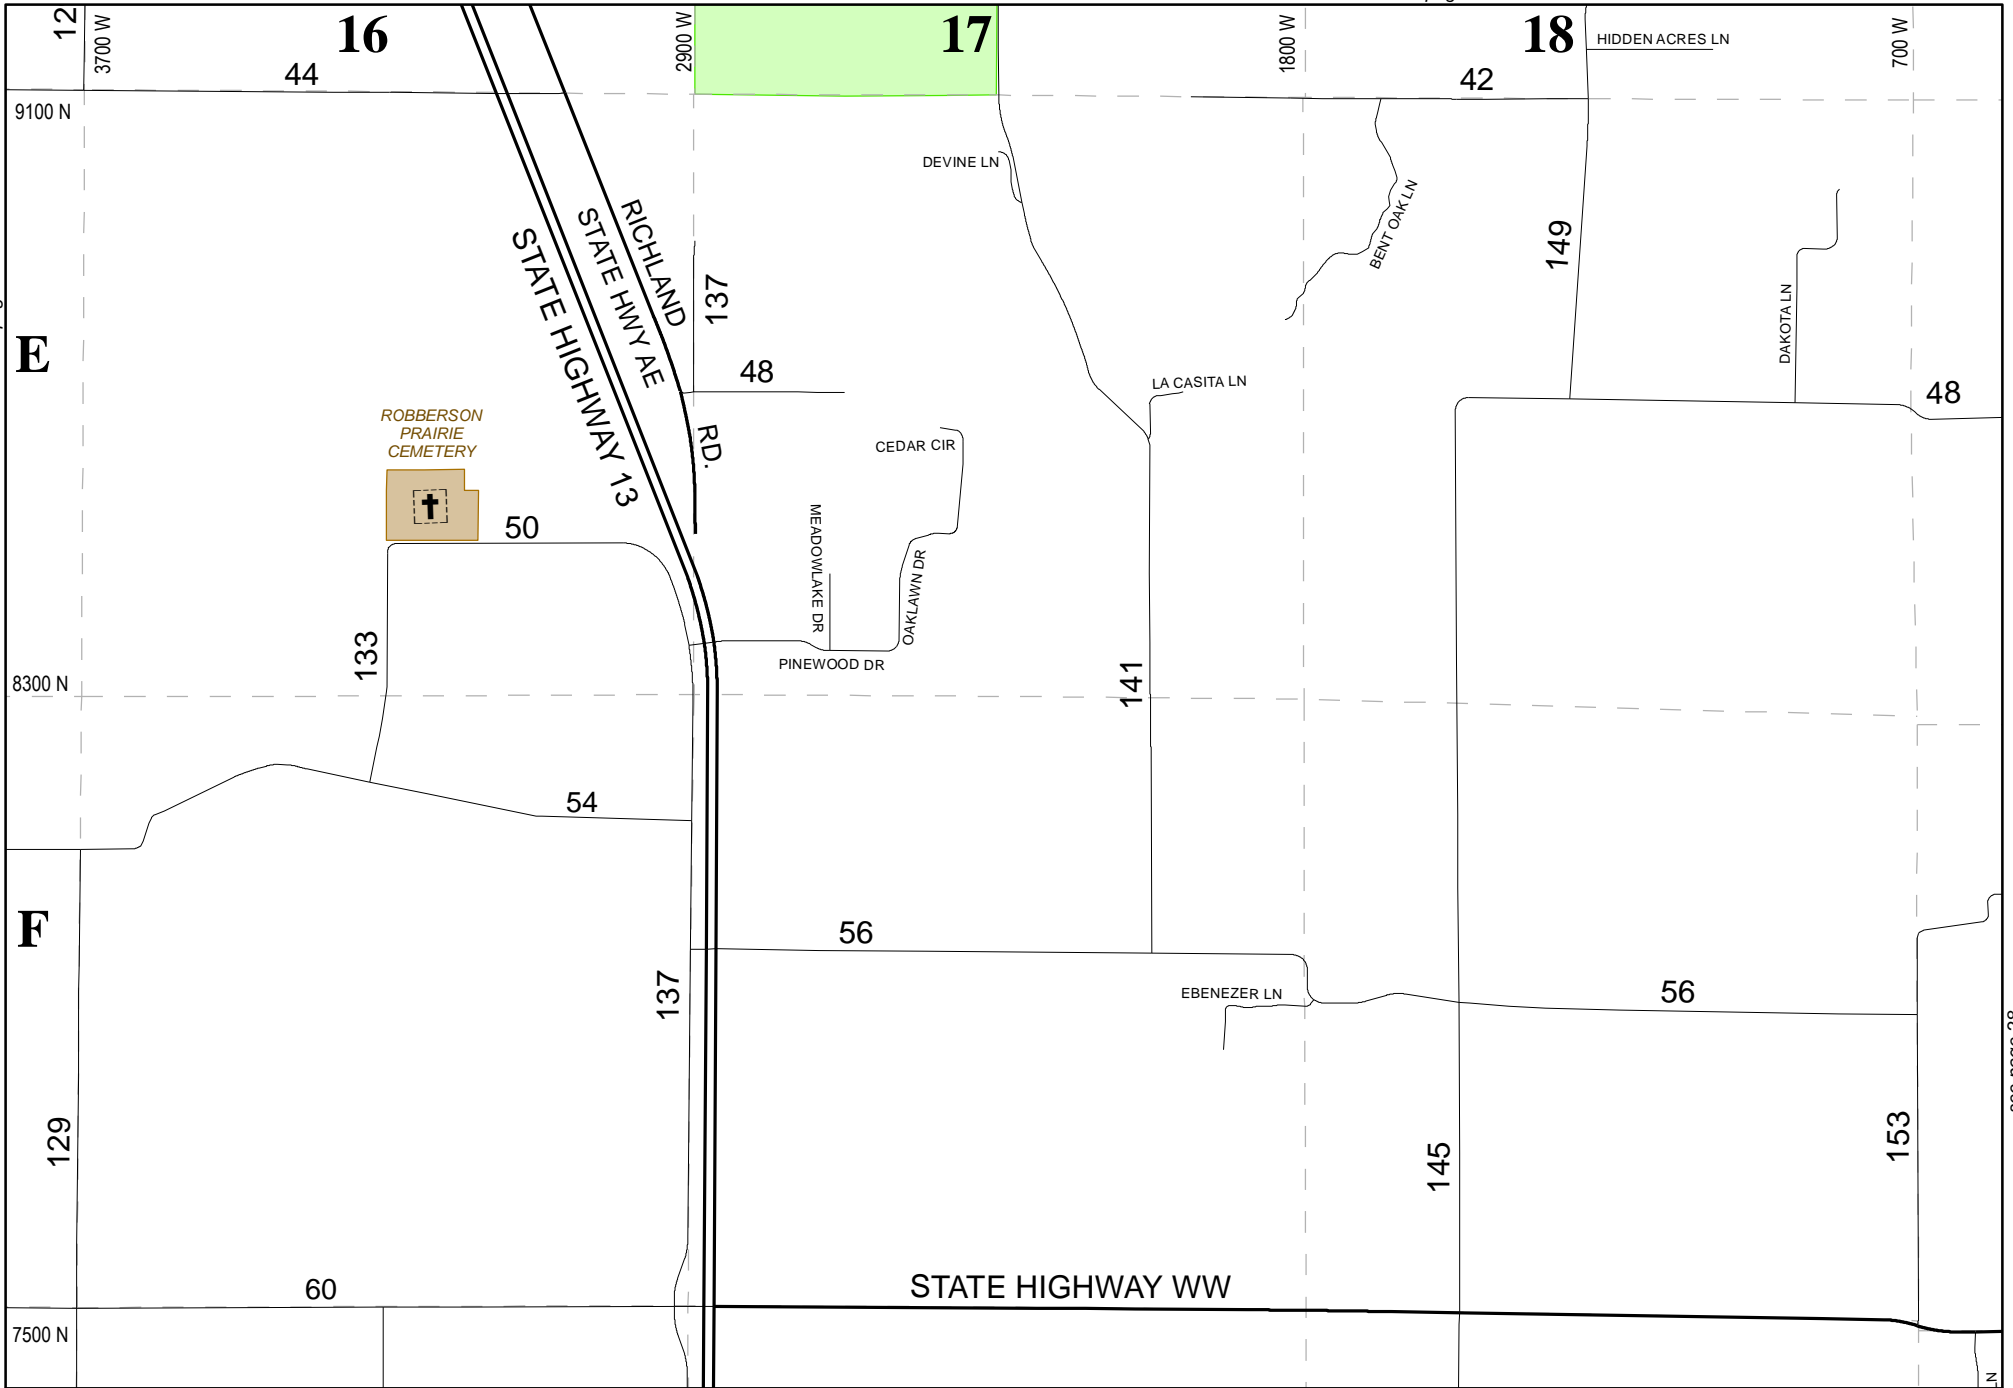 12
3700 W
16
2900 W
17
1800 W
18
HIDDEN ACRES LN
700 W
44
42
9100 N
DEVINE LN
BENT OAK LN
149
RICHLAND
RD.
STATE HWY AE
STATE HIGHWAY 13
137
DAKOTA LN
E
48
LA CASITA LN
48
ROBBERSON
PRAIRIE
CEMETERY
CEDAR CIR
50
MEADOWLAKE DR
OAKLAWN DR
133
PINEWOOD DR
8300 N
141
54
F
56
137
EBENEZER LN
56
129
145
153
60
STATE HIGHWAY WW
7500 N
LN